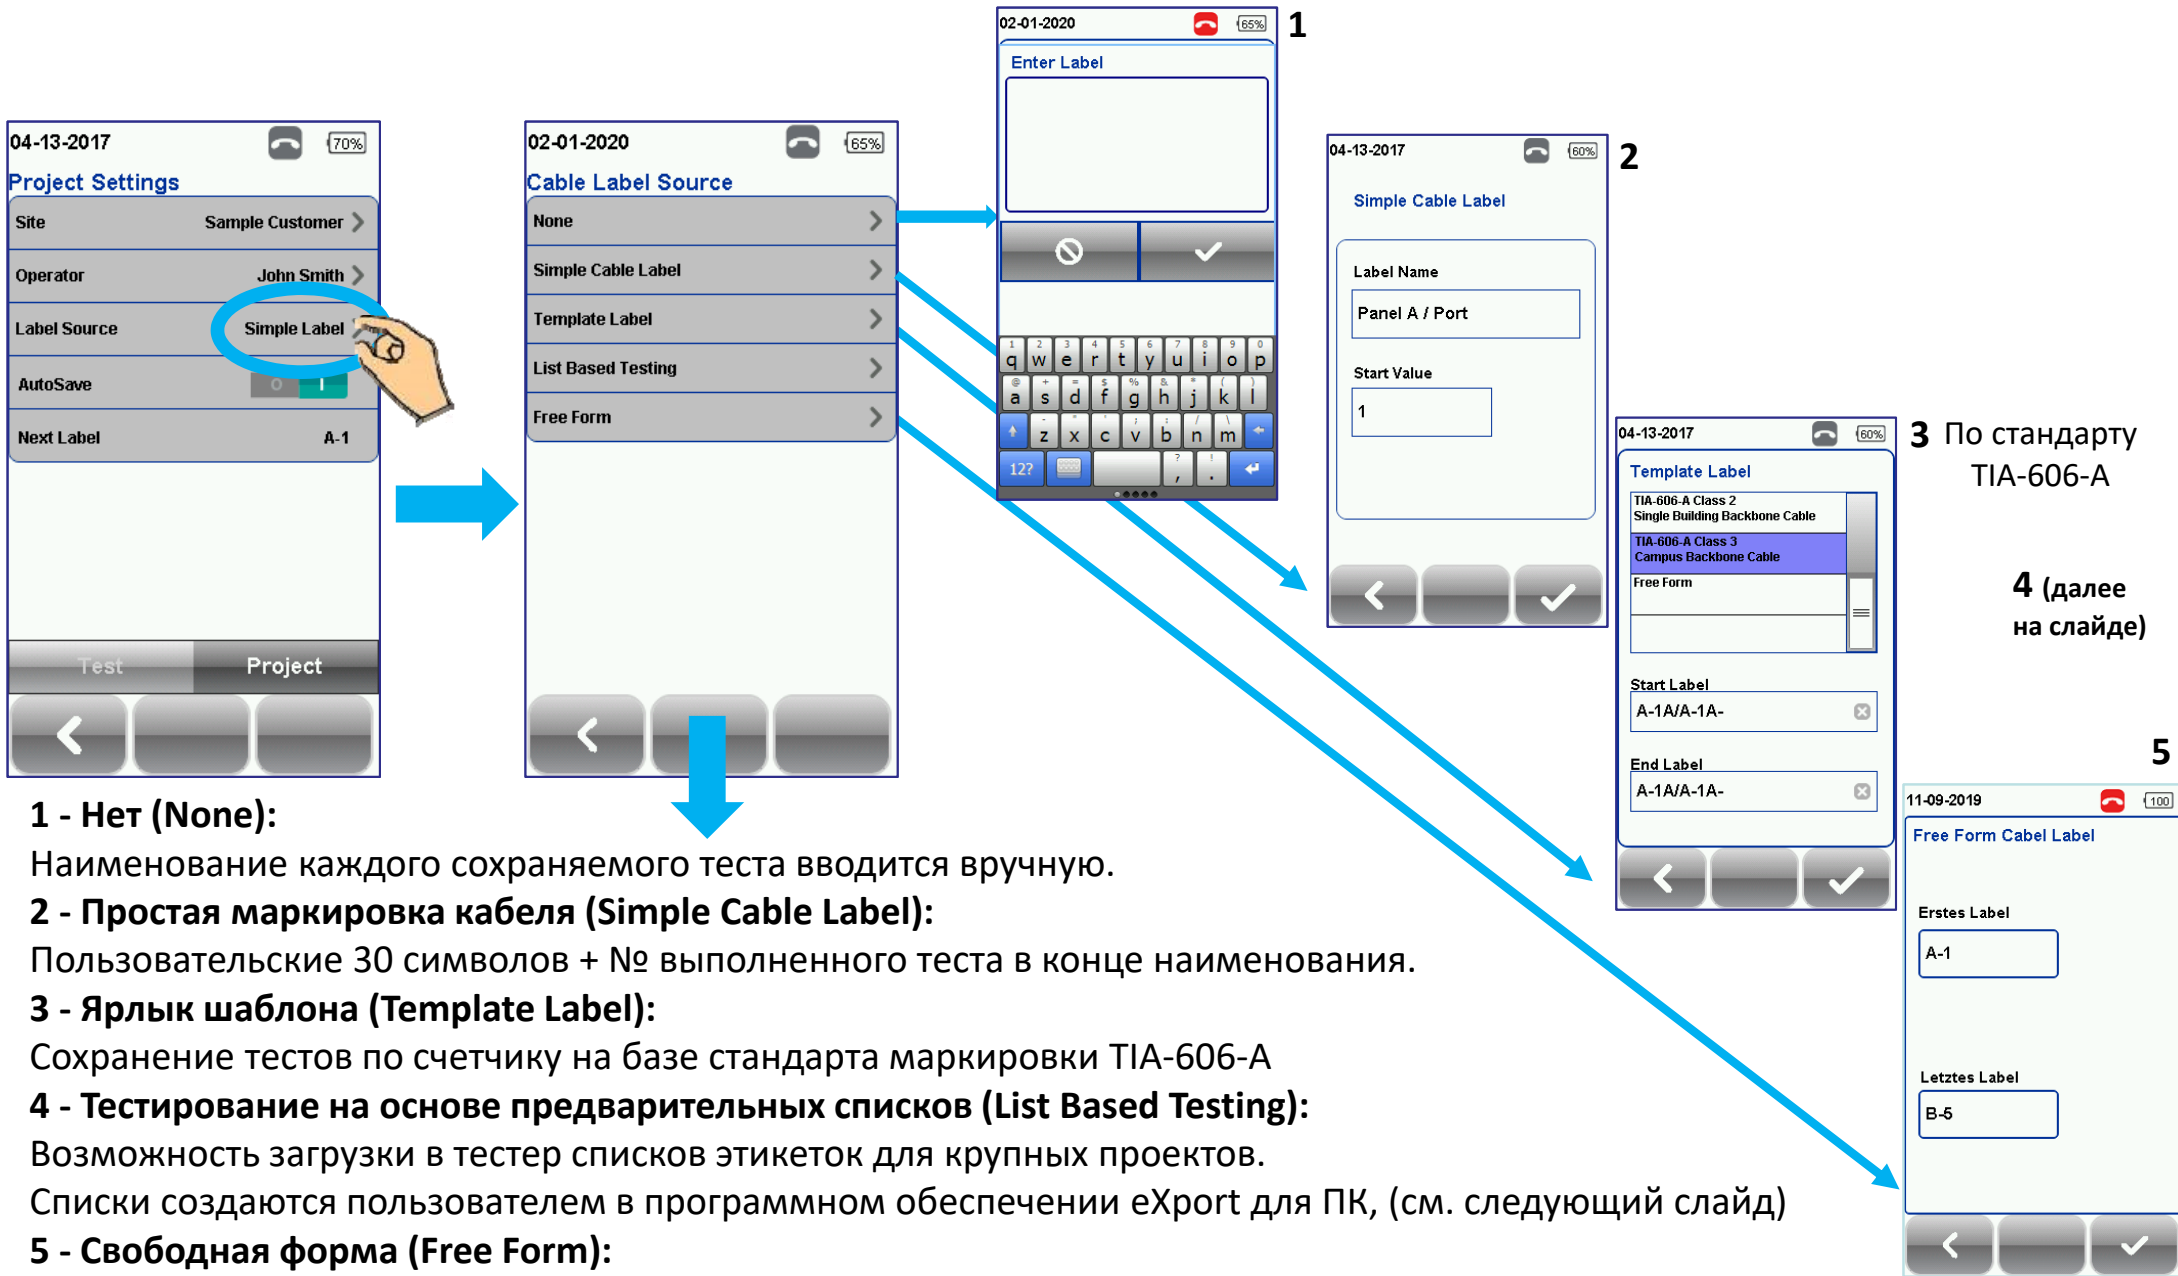 04-13-2017
70%
Project Settings
Site Sample Customer
Operator John Smith
Label Source Simple Label
AutoSave O I
Next Label A-1
Test Project
02-01-2020
65%
Cable Label Source
None
Simple Cable Label
Template Label
List Based Testing
Free Form
02-01-2020
65%
1
Enter Label
1 2 3 4 5 6 7 8 9 0
q w e r t y u i o p
@ + = $ % & * ( )
a s d f g h j k l
- ' " ; : / \
z x c v b n m
? !
12? , .
04-13-2017
60%
2
Simple Cable Label
Label Name
Panel A / Port
Start Value
1
04-13-2017
60%
3 По стандарту
TIA-606-A
Template Label
TIA-606-A Class 2
Single Building Backbone Cable
TIA-606-A Class 3
Campus Backbone Cable
Free Form
Start Label
A-1A/A-1A-
End Label
A-1A/A-1A-
4 (далее
на слайде)
5
11-09-2019
100
Free Form Cabel Label
Erstes Label
A-1
Letztes Label
B-5
1 - Нет (None):
Наименование каждого сохраняемого теста вводится вручную.
2 - Простая маркировка кабеля (Simple Cable Label):
Пользовательские 30 символов + № выполненного теста в конце наименования.
3 - Ярлык шаблона (Template Label):
Сохранение тестов по счетчику на базе стандарта маркировки TIA-606-A
4 - Тестирование на основе предварительных списков (List Based Testing):
Возможность загрузки в тестер списков этикеток для крупных проектов.
Списки создаются пользователем в программном обеспечении eXport для ПК, (см. следующий слайд)
5 - Свободная форма (Free Form):